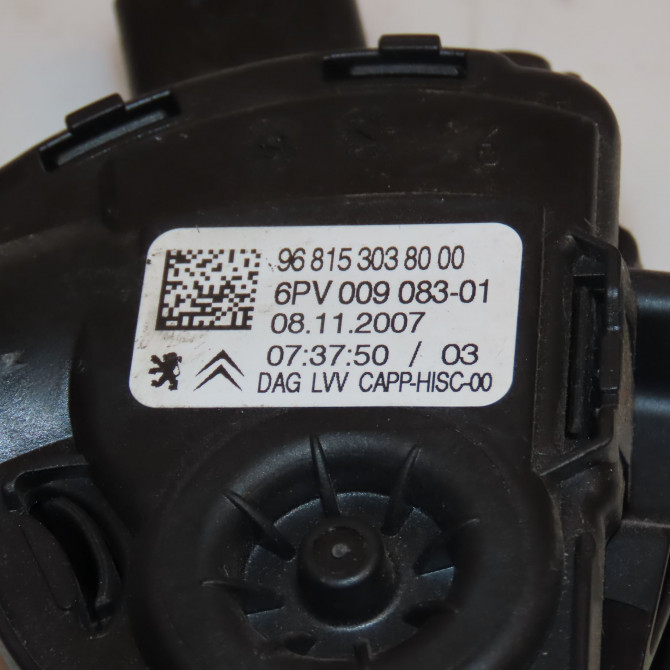 96 815 303 80 00
6PV 009 083-01
08.11.2007
07:37:50 / 03
DAG LVV CAPP-HISC-00